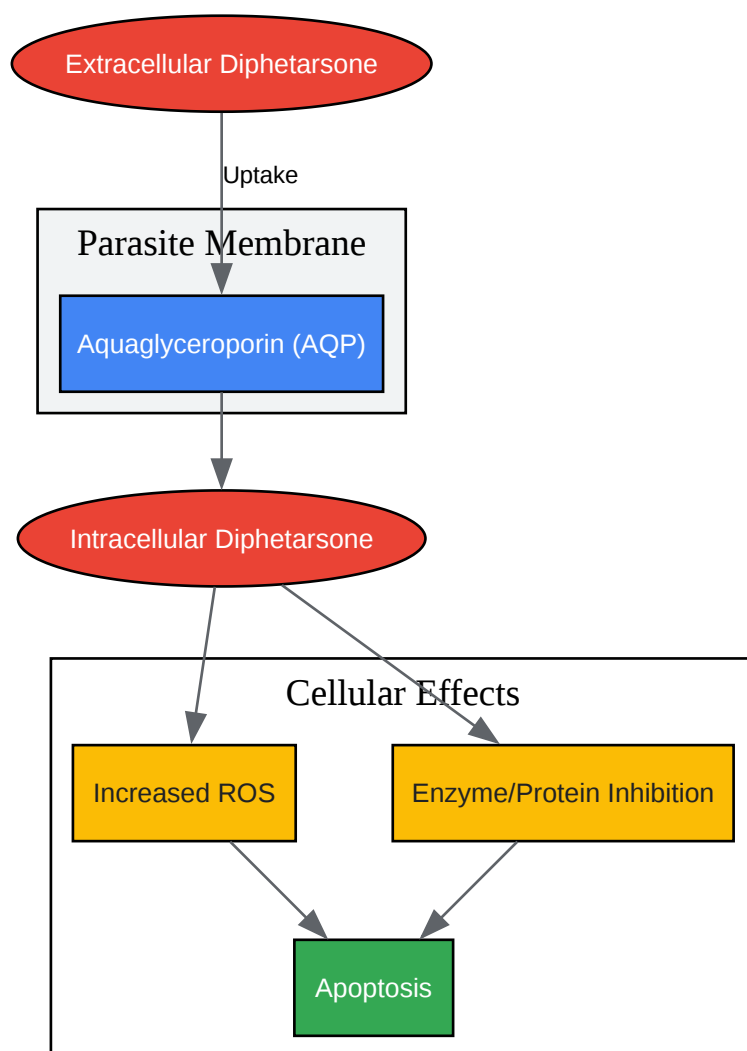 Extracellular Diphetarsone
Uptake
Parasite Membrane
Aquaglyceroporin (AQP)
Intracellular Diphetarsone
Cellular Effects
Increased ROS
Enzyme/Protein Inhibition
Apoptosis